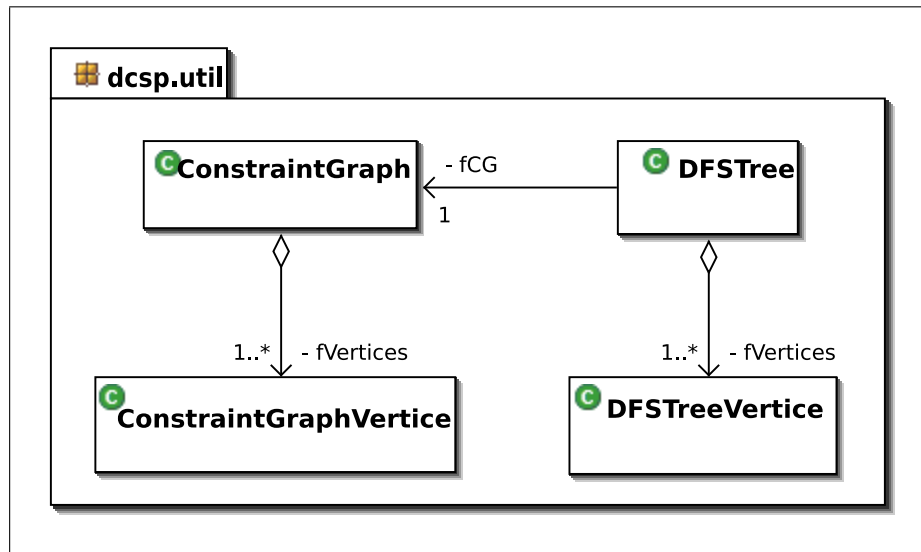 dcsp.util
C ConstraintGraph
- fCG
1
C DFSTree
1..* - fVertices
1..* - fVertices
C ConstraintGraphVertice
C DFSTreeVertice